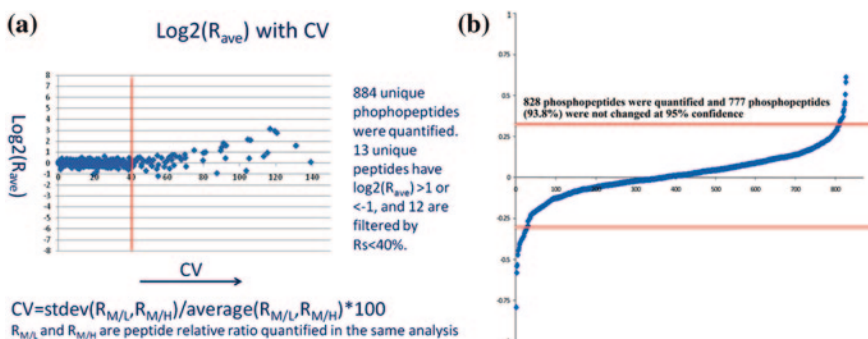 (a)
Log2(Rave) with CV
Log2(Rave)
8
7
6
5
4
3
2
1
0
-1
-2
-3
-4
-5
-6
-7
-8
0 20 40 60 80 100 120 140 160
CV
884 unique
phophopeptides
were quantified.
13 unique
peptides have
log2(Rave)>1 or
<-1, and 12 are
filtered by
Rs<40%.
CV=stdev(RM/L,RM/H)/average(RM/L,RM/H)*100
RM/L and RM/H are peptide relative ratio quantified in the same analysis
(b)
1
0.75
828 phosphopeptides were quantified and 777 phosphopeptides
(93.8%) were not changed at 95% confidence
0.5
0.25
0
0 100 200 300 400 500 600 700 800
-0.25
-0.5
-0.75
-1